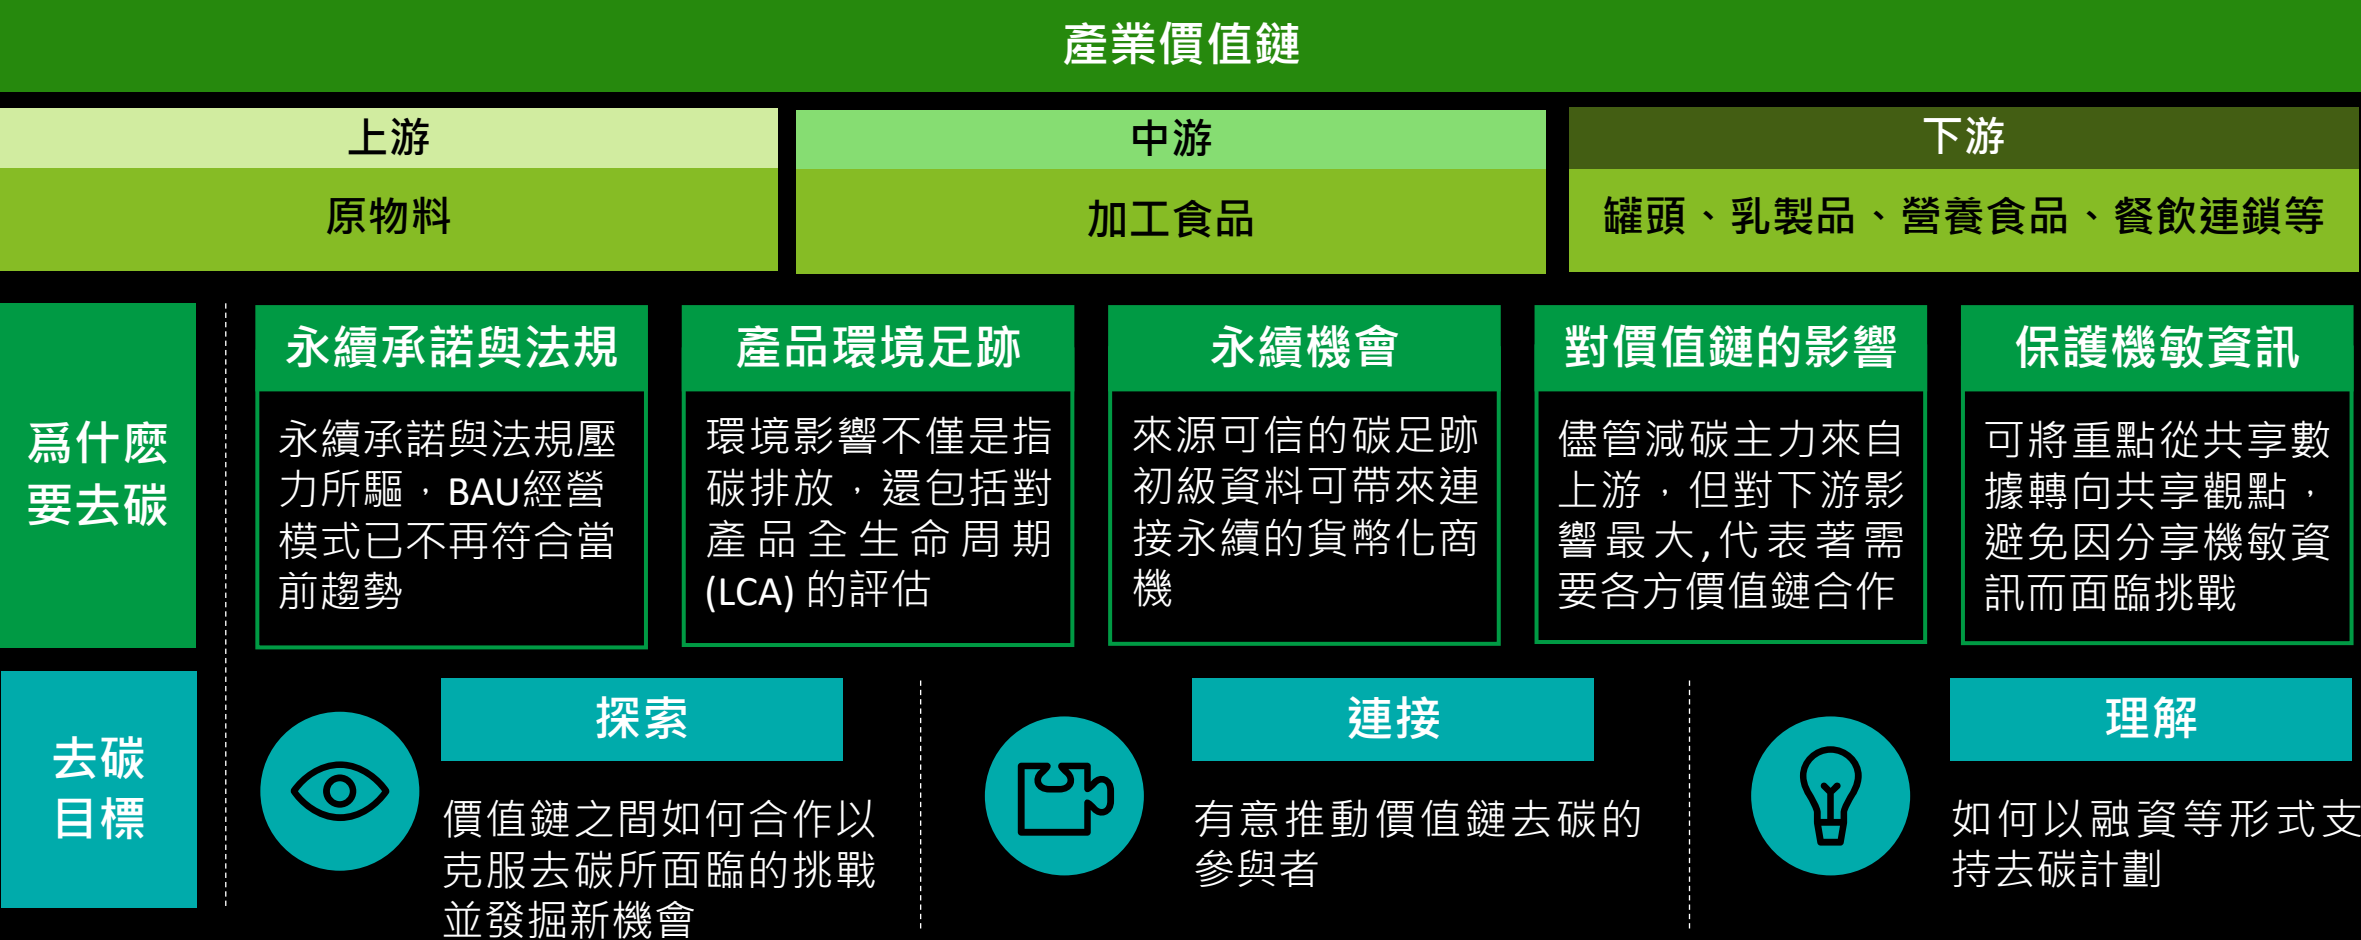 產業價值鏈
上游
中游
下游
原物料
加工食品
罐頭、乳製品、營養食品、餐飲連鎖等
爲什麽
要去碳
永續承諾與法規
永續承諾與法規壓
力所驅，BAU經營
模式已不再符合當
前趨勢
產品環境足跡
環境影響不僅是指
碳排放，還包括對
產品全生命周期
(LCA) 的評估
永續機會
來源可信的碳足跡
初級資料可帶來連
接永續的貨幣化商
機
對價值鏈的影響
儘管減碳主力來自
上游，但對下游影
響最大,代表著需
要各方價值鏈合作
保護機敏資訊
可將重點從共享數
據轉向共享觀點，
避免因分享機敏資
訊而面臨挑戰
去碳
目標
探索
價值鏈之間如何合作以
克服去碳所面臨的挑戰
並發掘新機會
連接
有意推動價值鏈去碳的
參與者
理解
如何以融資等形式支
持去碳計劃